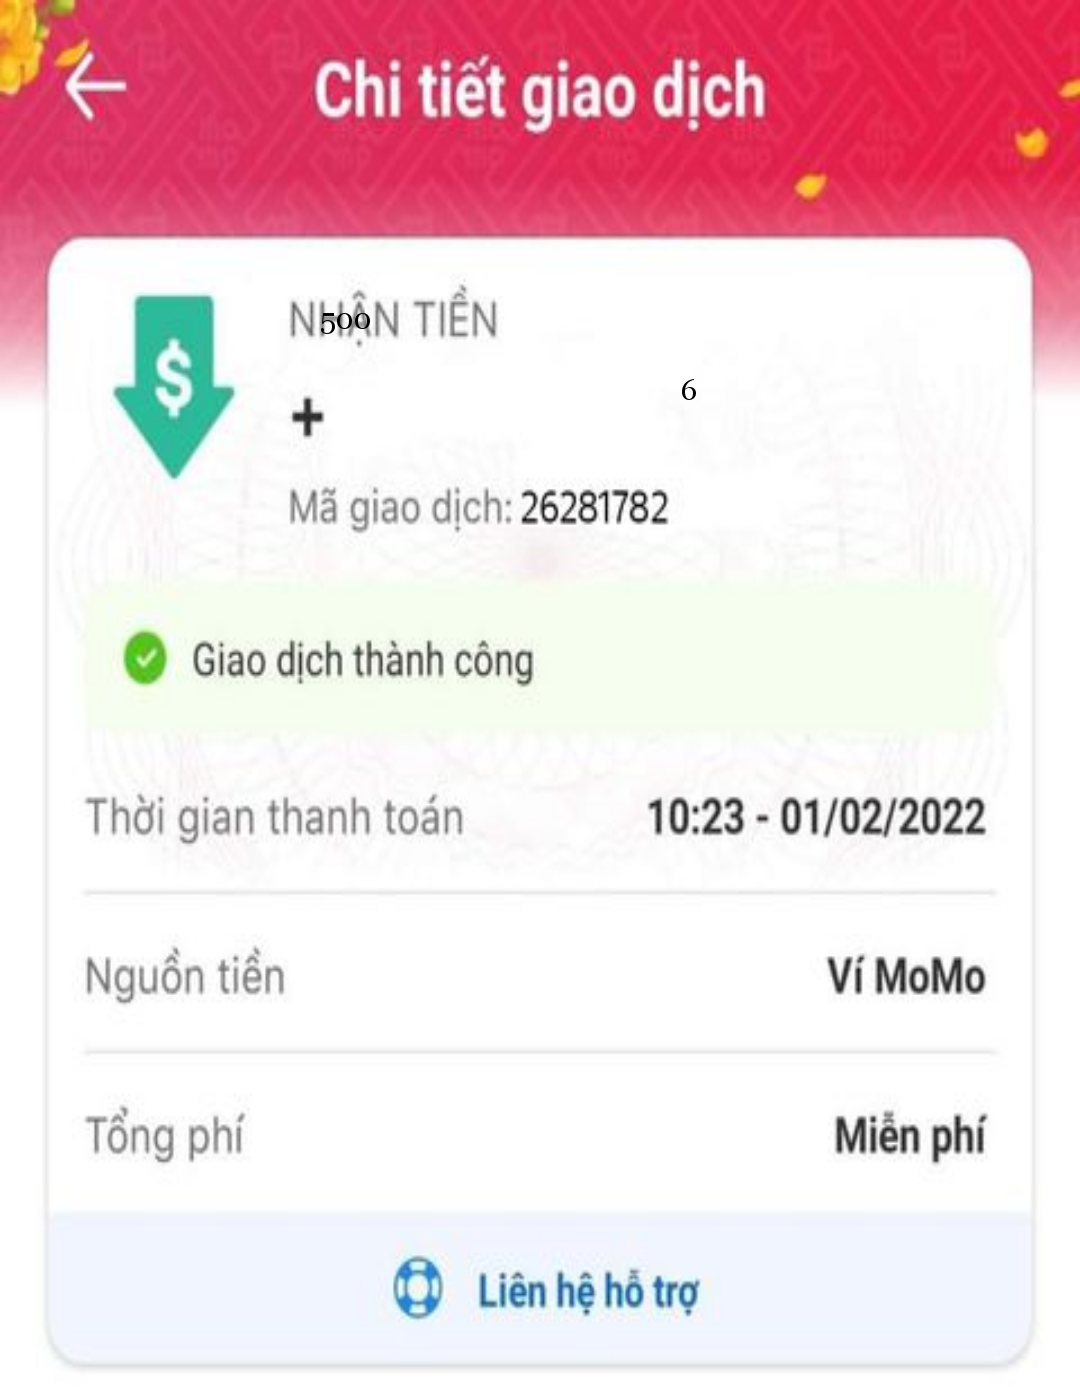 Chi tiết giao dịch
NHẬN TIỀN
500
6
+
Mã giao dịch: 26281782
Giao dịch thành công
Thời gian thanh toán 10:23 - 01/02/2022
Nguồn tiền Ví MoMo
Tổng phí Miễn phí
Liên hệ hỗ trợ